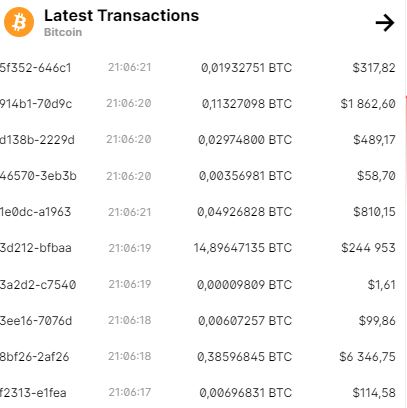 Latest Transactions
Bitcoin
5f352-646c1 21:06:21 0,01932751 BTC $317,82
914b1-70d9c 21:06:20 0,11327098 BTC $1 862,60
d138b-2229d 21:06:20 0,02974800 BTC $489,17
46570-3eb3b 21:06:20 0,00356981 BTC $58,70
1e0dc-a1963 21:06:21 0,04926828 BTC $810,15
3d212-bfbaa 21:06:19 14,89647135 BTC $244 953
3a2d2-c7540 21:06:19 0,00009809 BTC $1,61
3ee16-7076d 21:06:18 0,00607257 BTC $99,86
8bf26-2af26 21:06:18 0,38596845 BTC $6 346,75
f2313-e1fea 21:06:17 0,00696831 BTC $114,58